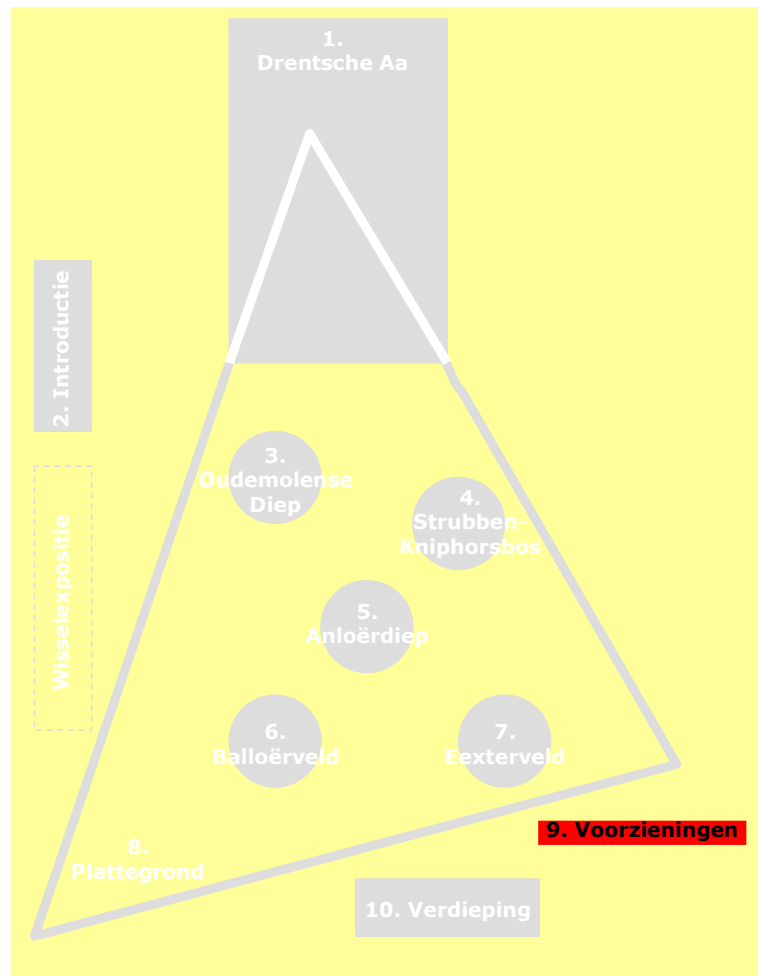 1.
Drentsche Aa
2. Introductie
3.
Oudemolense
Diep
4.
Strubben-
Kniphorsbos
Wisselexpositie
5.
Anloërdiep
6.
Balloërveld
7.
Eexterveld
8.
Plattegrond
9. Voorzieningen
10. Verdieping